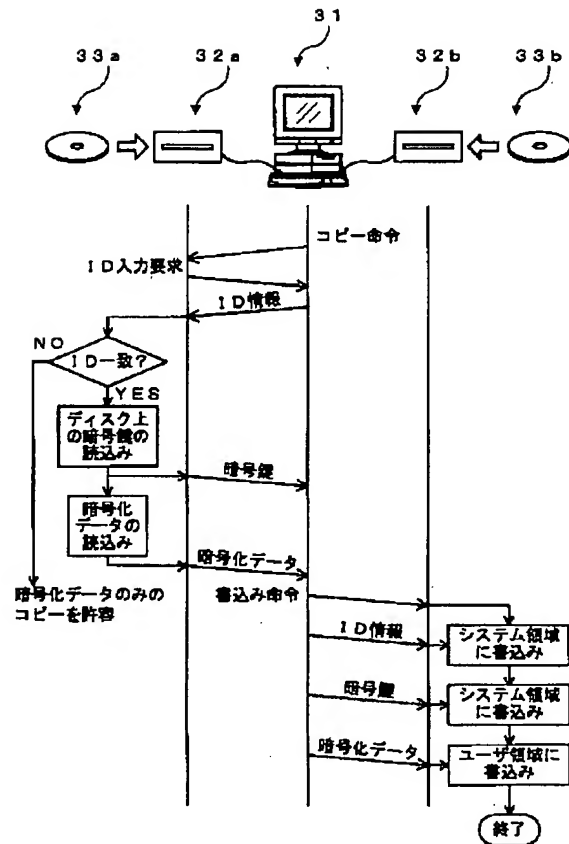 31
33a
32a
32b
33b
コピー命令
ID入力要求
ID情報
NO
ID一致?
YES
ディスク上
の暗号鍵の
読込み
暗号鍵
暗号化
データの
読込み
暗号化データ
暗号化データのみの
コピーを許容
書込み命令
ID情報
システム領域
に書込み
暗号鍵
システム領域
に書込み
暗号化データ
ユーザ領域に
書込み
終了